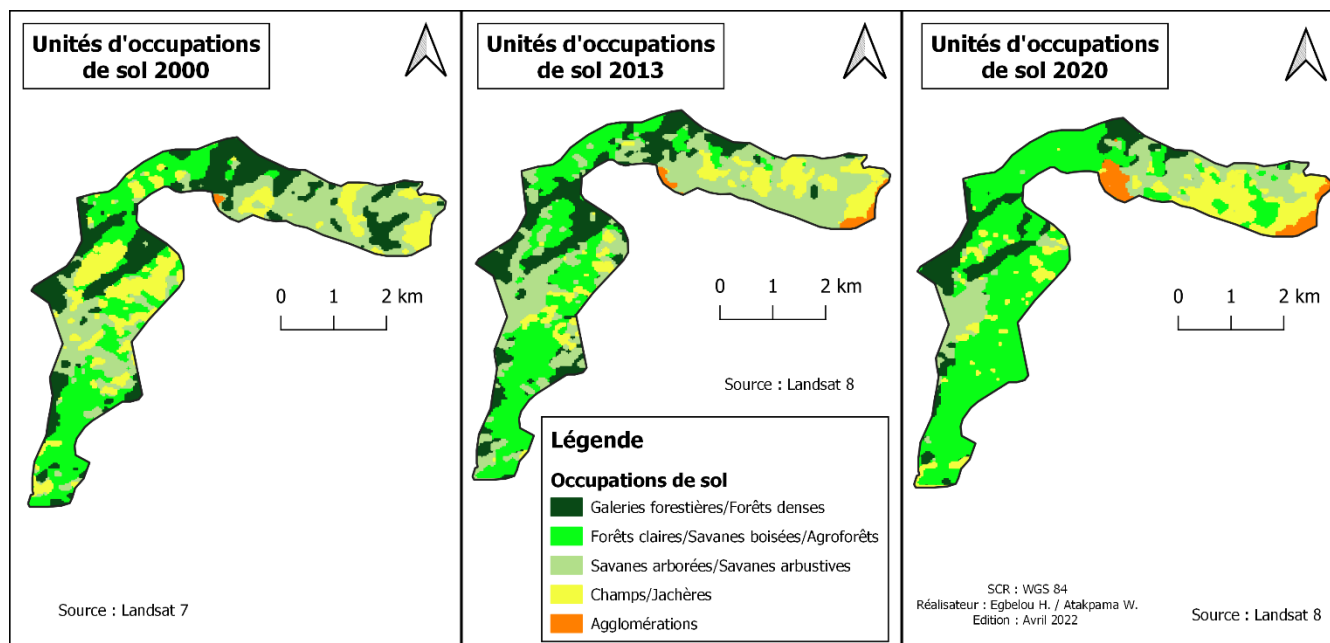 Unités d'occupations
de sol 2000
0 1 2 km
Source : Landsat 7
Unités d'occupations
de sol 2013
0 1 2 km
Source : Landsat 8
Légende
Occupations de sol
Galeries forestières/Forêts denses
Forêts claires/Savanes boisées/Agroforêts
Savanes arborées/Savanes arbustives
Champs/Jachères
Agglomérations
Unités d'occupations
de sol 2020
0 1 2 km
SCR : WGS 84
Réalisateur : Egbelou H. / Atakpama W.
Edition : Avril 2022
Source : Landsat 8